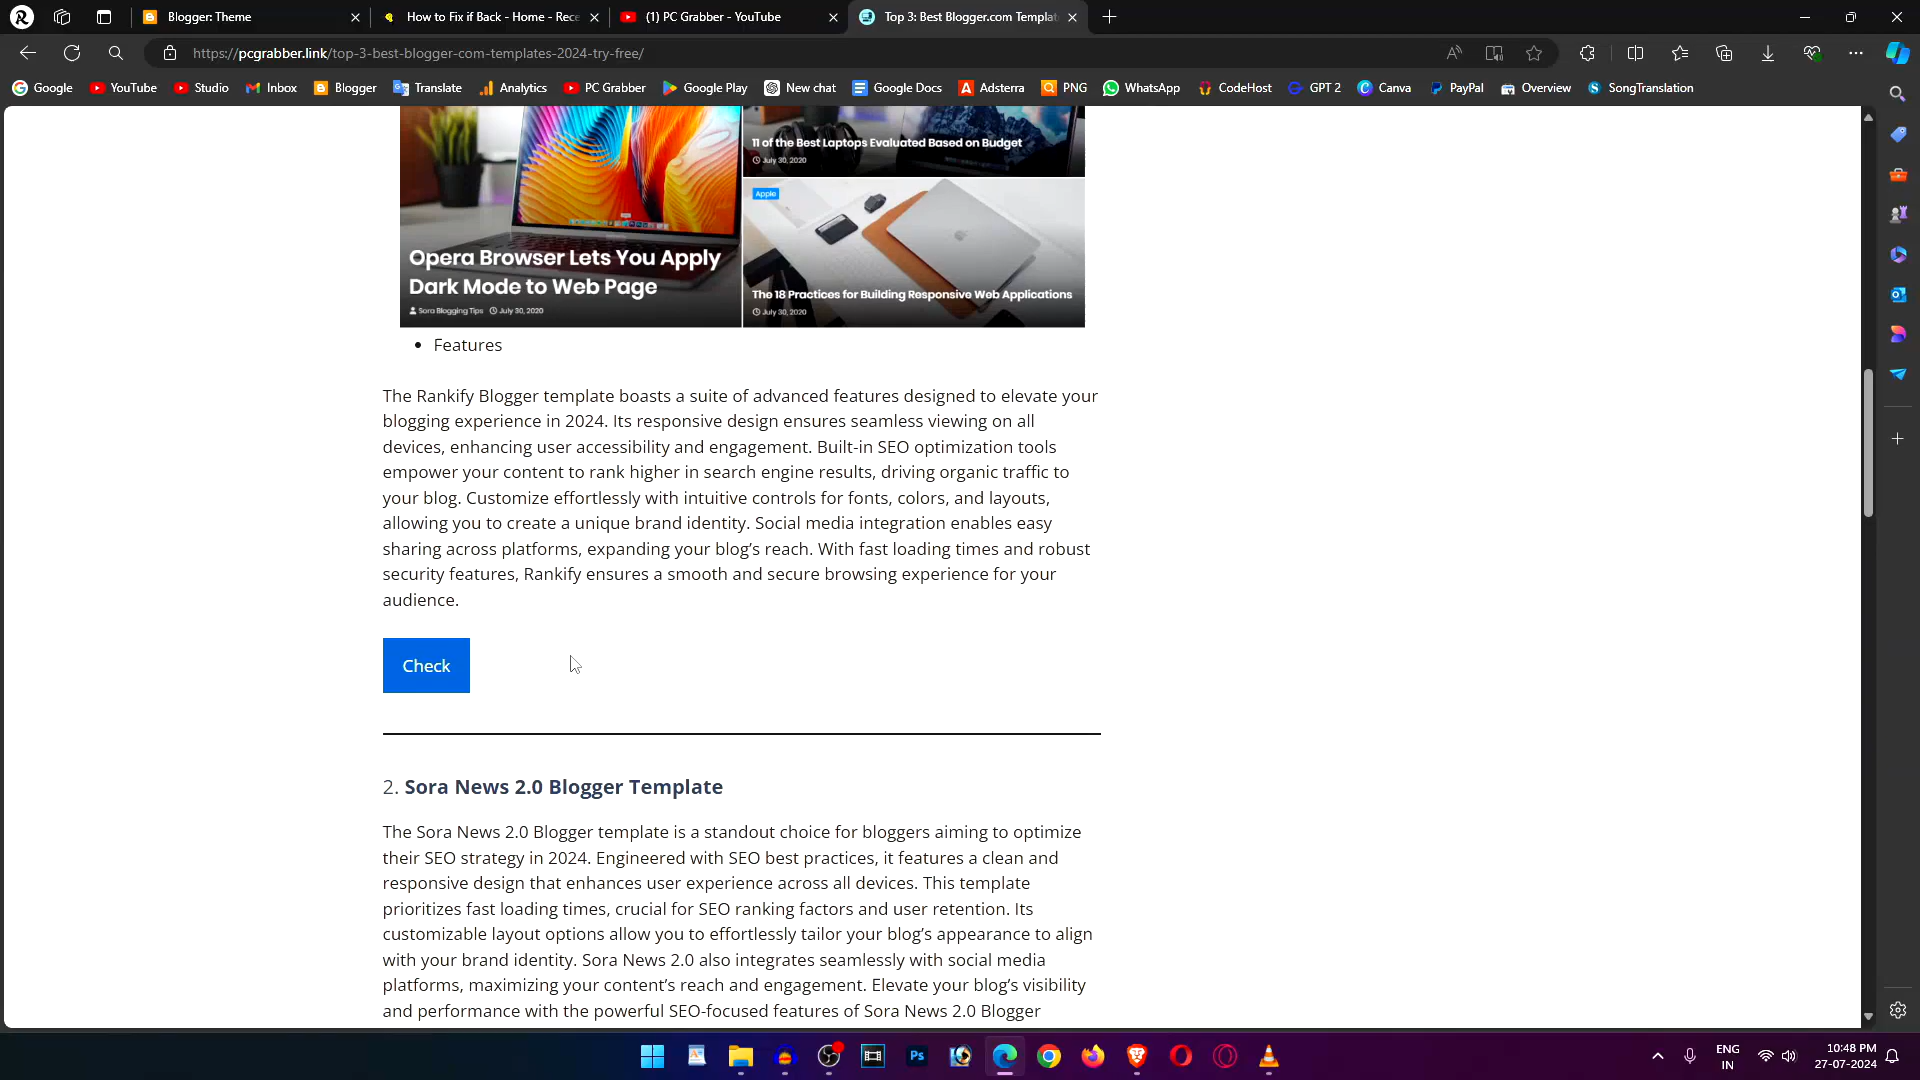 Blogger: Theme
How to Fix if Back - Home - Rece
(1) PC Grabber - YouTube
Top 3: Best Blogger.com Templat
https://pcgrabber.link/top-3-best-blogger-com-templates-2024-try-free/
Google YouTube Studio Inbox Blogger Translate Analytics PC Grabber Google Play New chat Google Docs Adsterra PNG WhatsApp CodeHost GPT 2 Canva PayPal Overview SongTranslation
11 of the Best Laptops Evaluated Based on Budget
July 30, 2020
Apple
Opera Browser Lets You Apply
Dark Mode to Web Page
Sora Blogging Tips July 30, 2020
The 18 Practices for Building Responsive Web Applications
July 30, 2020
• Features
The Rankify Blogger template boasts a suite of advanced features designed to elevate your
blogging experience in 2024. Its responsive design ensures seamless viewing on all
devices, enhancing user accessibility and engagement. Built-in SEO optimization tools
empower your content to rank higher in search engine results, driving organic traffic to
your blog. Customize effortlessly with intuitive controls for fonts, colors, and layouts,
allowing you to create a unique brand identity. Social media integration enables easy
sharing across platforms, expanding your blog’s reach. With fast loading times and robust
security features, Rankify ensures a smooth and secure browsing experience for your
audience.
Check
2. Sora News 2.0 Blogger Template
The Sora News 2.0 Blogger template is a standout choice for bloggers aiming to optimize
their SEO strategy in 2024. Engineered with SEO best practices, it features a clean and
responsive design that enhances user experience across all devices. This template
prioritizes fast loading times, crucial for SEO ranking factors and user retention. Its
customizable layout options allow you to effortlessly tailor your blog’s appearance to align
with your brand identity. Sora News 2.0 also integrates seamlessly with social media
platforms, maximizing your content’s reach and engagement. Elevate your blog’s visibility
and performance with the powerful SEO-focused features of Sora News 2.0 Blogger
Ps
ENG
IN
10:48 PM
27-07-2024